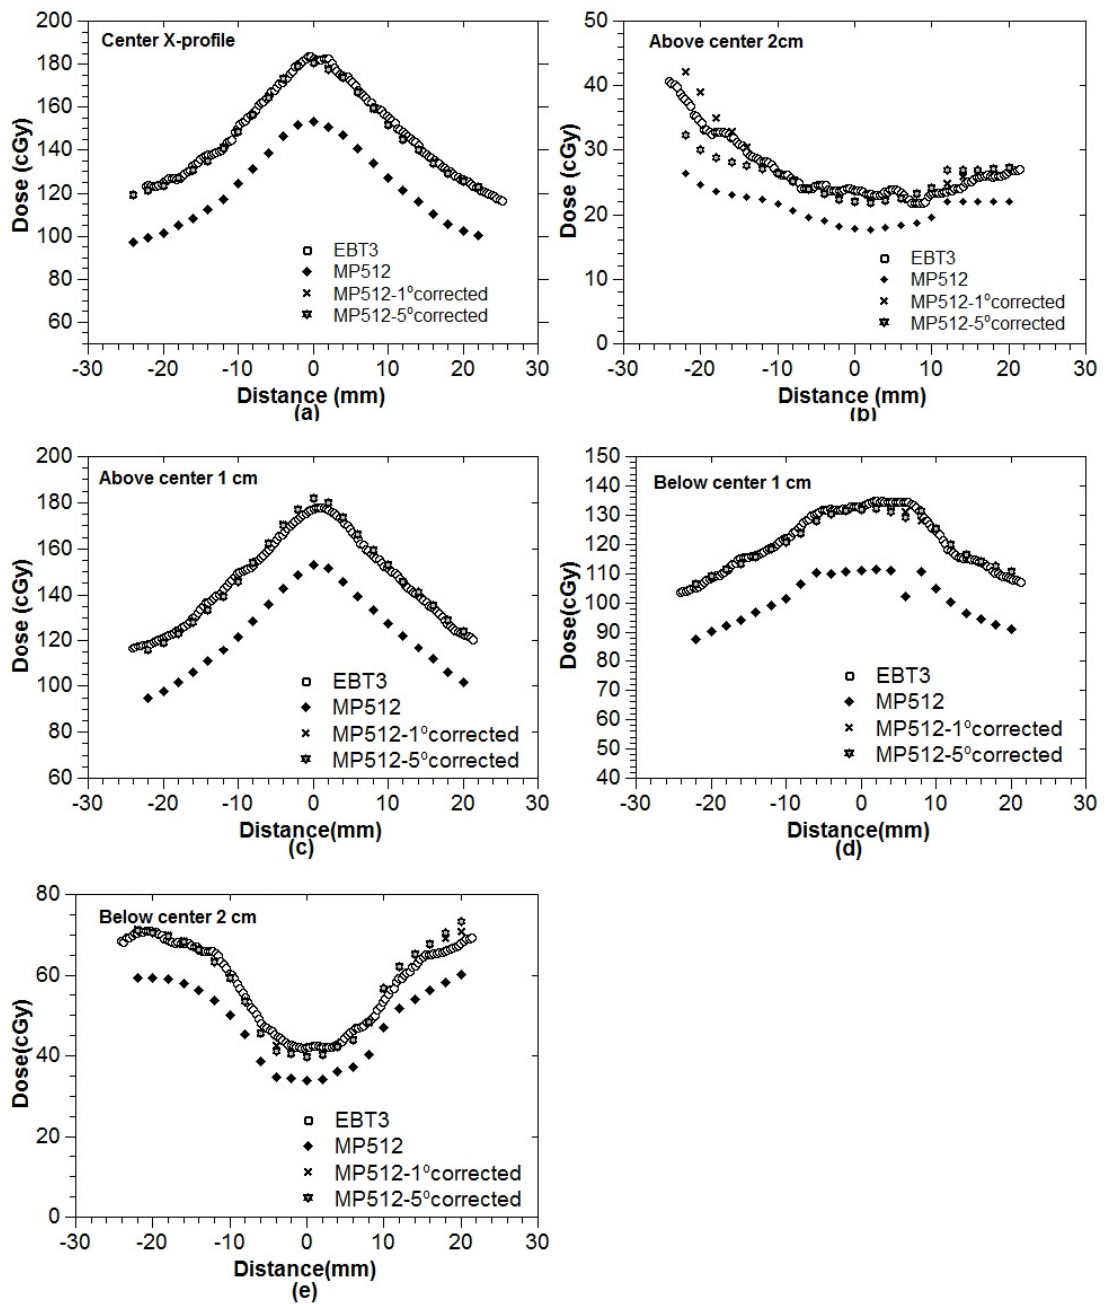 200
180
160
140
120
100
80
60
Dose (cGy)
Center X-profile
EBT3
MP512
MP512-1°corrected
MP512-5°corrected
-30 -20 -10 0 10 20 30
Distance (mm)
(a)
50
40
30
20
10
0
Dose (cGy)
Above center 2cm
EBT3
MP512
MP512-1°corrected
MP512-5°corrected
-30 -20 -10 0 10 20 30
Distance (mm)
(b)
200
180
160
140
120
100
80
60
Dose (cGy)
Above center 1 cm
EBT3
MP512
MP512-1°corrected
MP512-5°corrected
-30 -20 -10 0 10 20 30
Distance(mm)
(c)
150
140
130
120
110
100
90
80
70
60
50
40
Dose(cGy)
Below center 1 cm
EBT3
MP512
MP512-1°corrected
MP512-5°corrected
-30 -20 -10 0 10 20 30
Distance(mm)
(d)
80
60
40
20
0
Dose(cGy)
Below center 2 cm
EBT3
MP512
MP512-1°corrected
MP512-5°corrected
-30 -20 -10 0 10 20 30
Distance(mm)
(e)